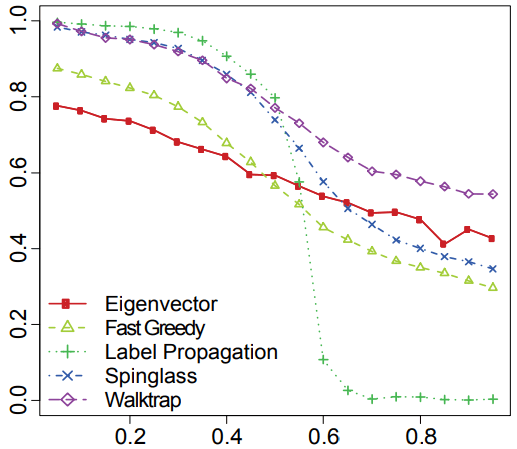 1.0
0.8
0.6
0.4
0.2
0.0
Eigenvector
Fast Greedy
Label Propagation
Spinglass
Walktrap
0.2 0.4 0.6 0.8